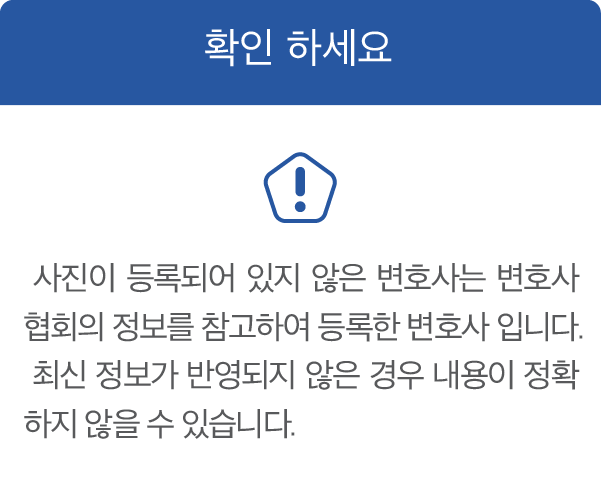 확인 하세요
사진이 등록되어 있지 않은 변호사는 변호사
협회의 정보를 참고하여 등록한 변호사 입니다.
최신 정보가 반영되지 않은 경우 내용이 정확
하지 않을 수 있습니다.